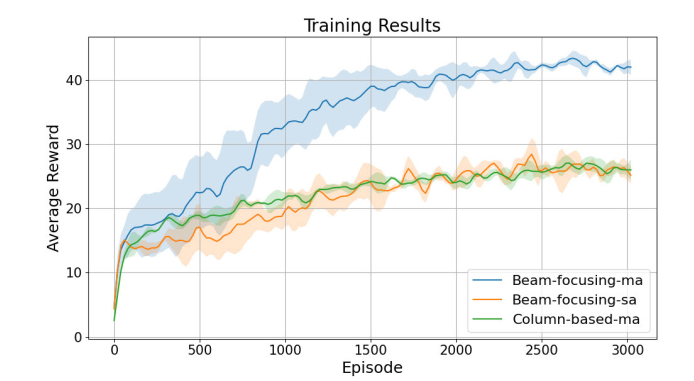 Training Results
Average Reward
40
30
20
10
0
0 500 1000 1500 2000 2500 3000
Episode
Beam-focusing-ma
Beam-focusing-sa
Column-based-ma